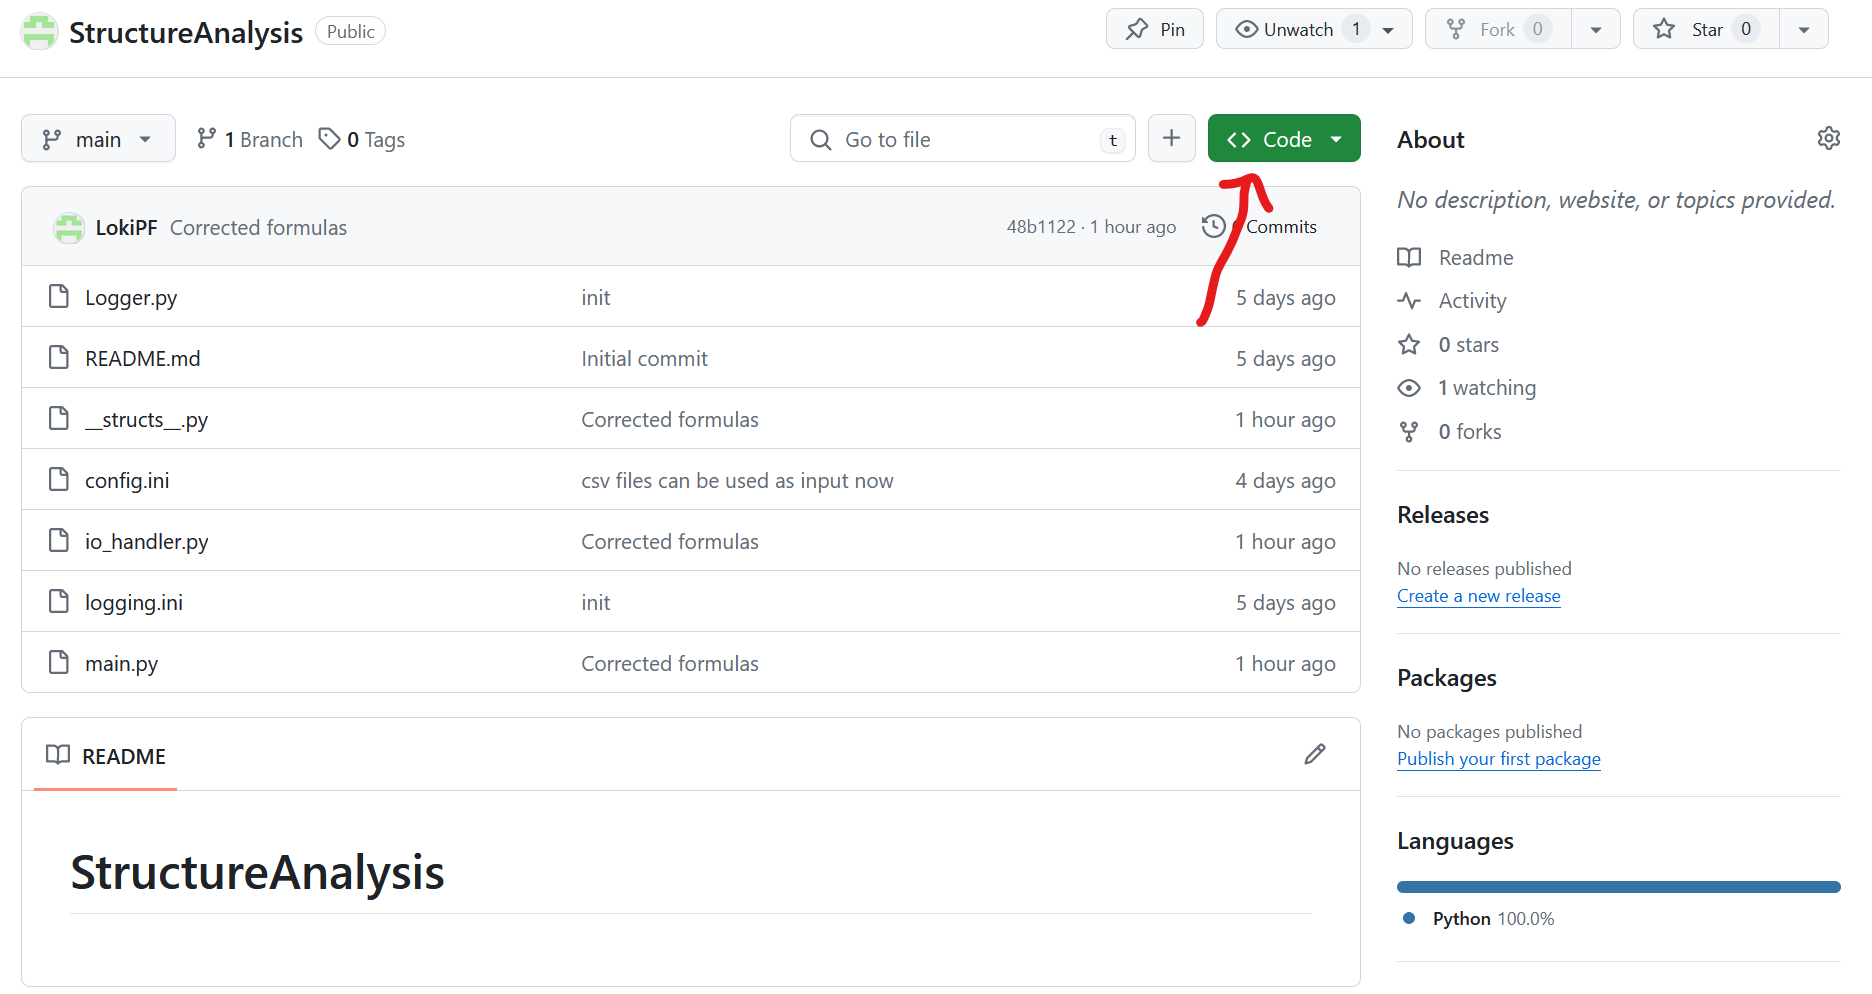 StructureAnalysis Public Pin Unwatch 1 Fork 0 Star 0
main 1 Branch 0 Tags Go to file t + <> Code
LokiPF Corrected formulas 48b1122 · 1 hour ago Commits
Logger.py init 5 days ago
README.md Initial commit 5 days ago
__structs__.py Corrected formulas 1 hour ago
config.ini csv files can be used as input now 4 days ago
io_handler.py Corrected formulas 1 hour ago
logging.ini init 5 days ago
main.py Corrected formulas 1 hour ago
README
StructureAnalysis
About
No description, website, or topics provided.
Readme
Activity
0 stars
1 watching
0 forks
Releases
No releases published
Create a new release
Packages
No packages published
Publish your first package
Languages
Python 100.0%